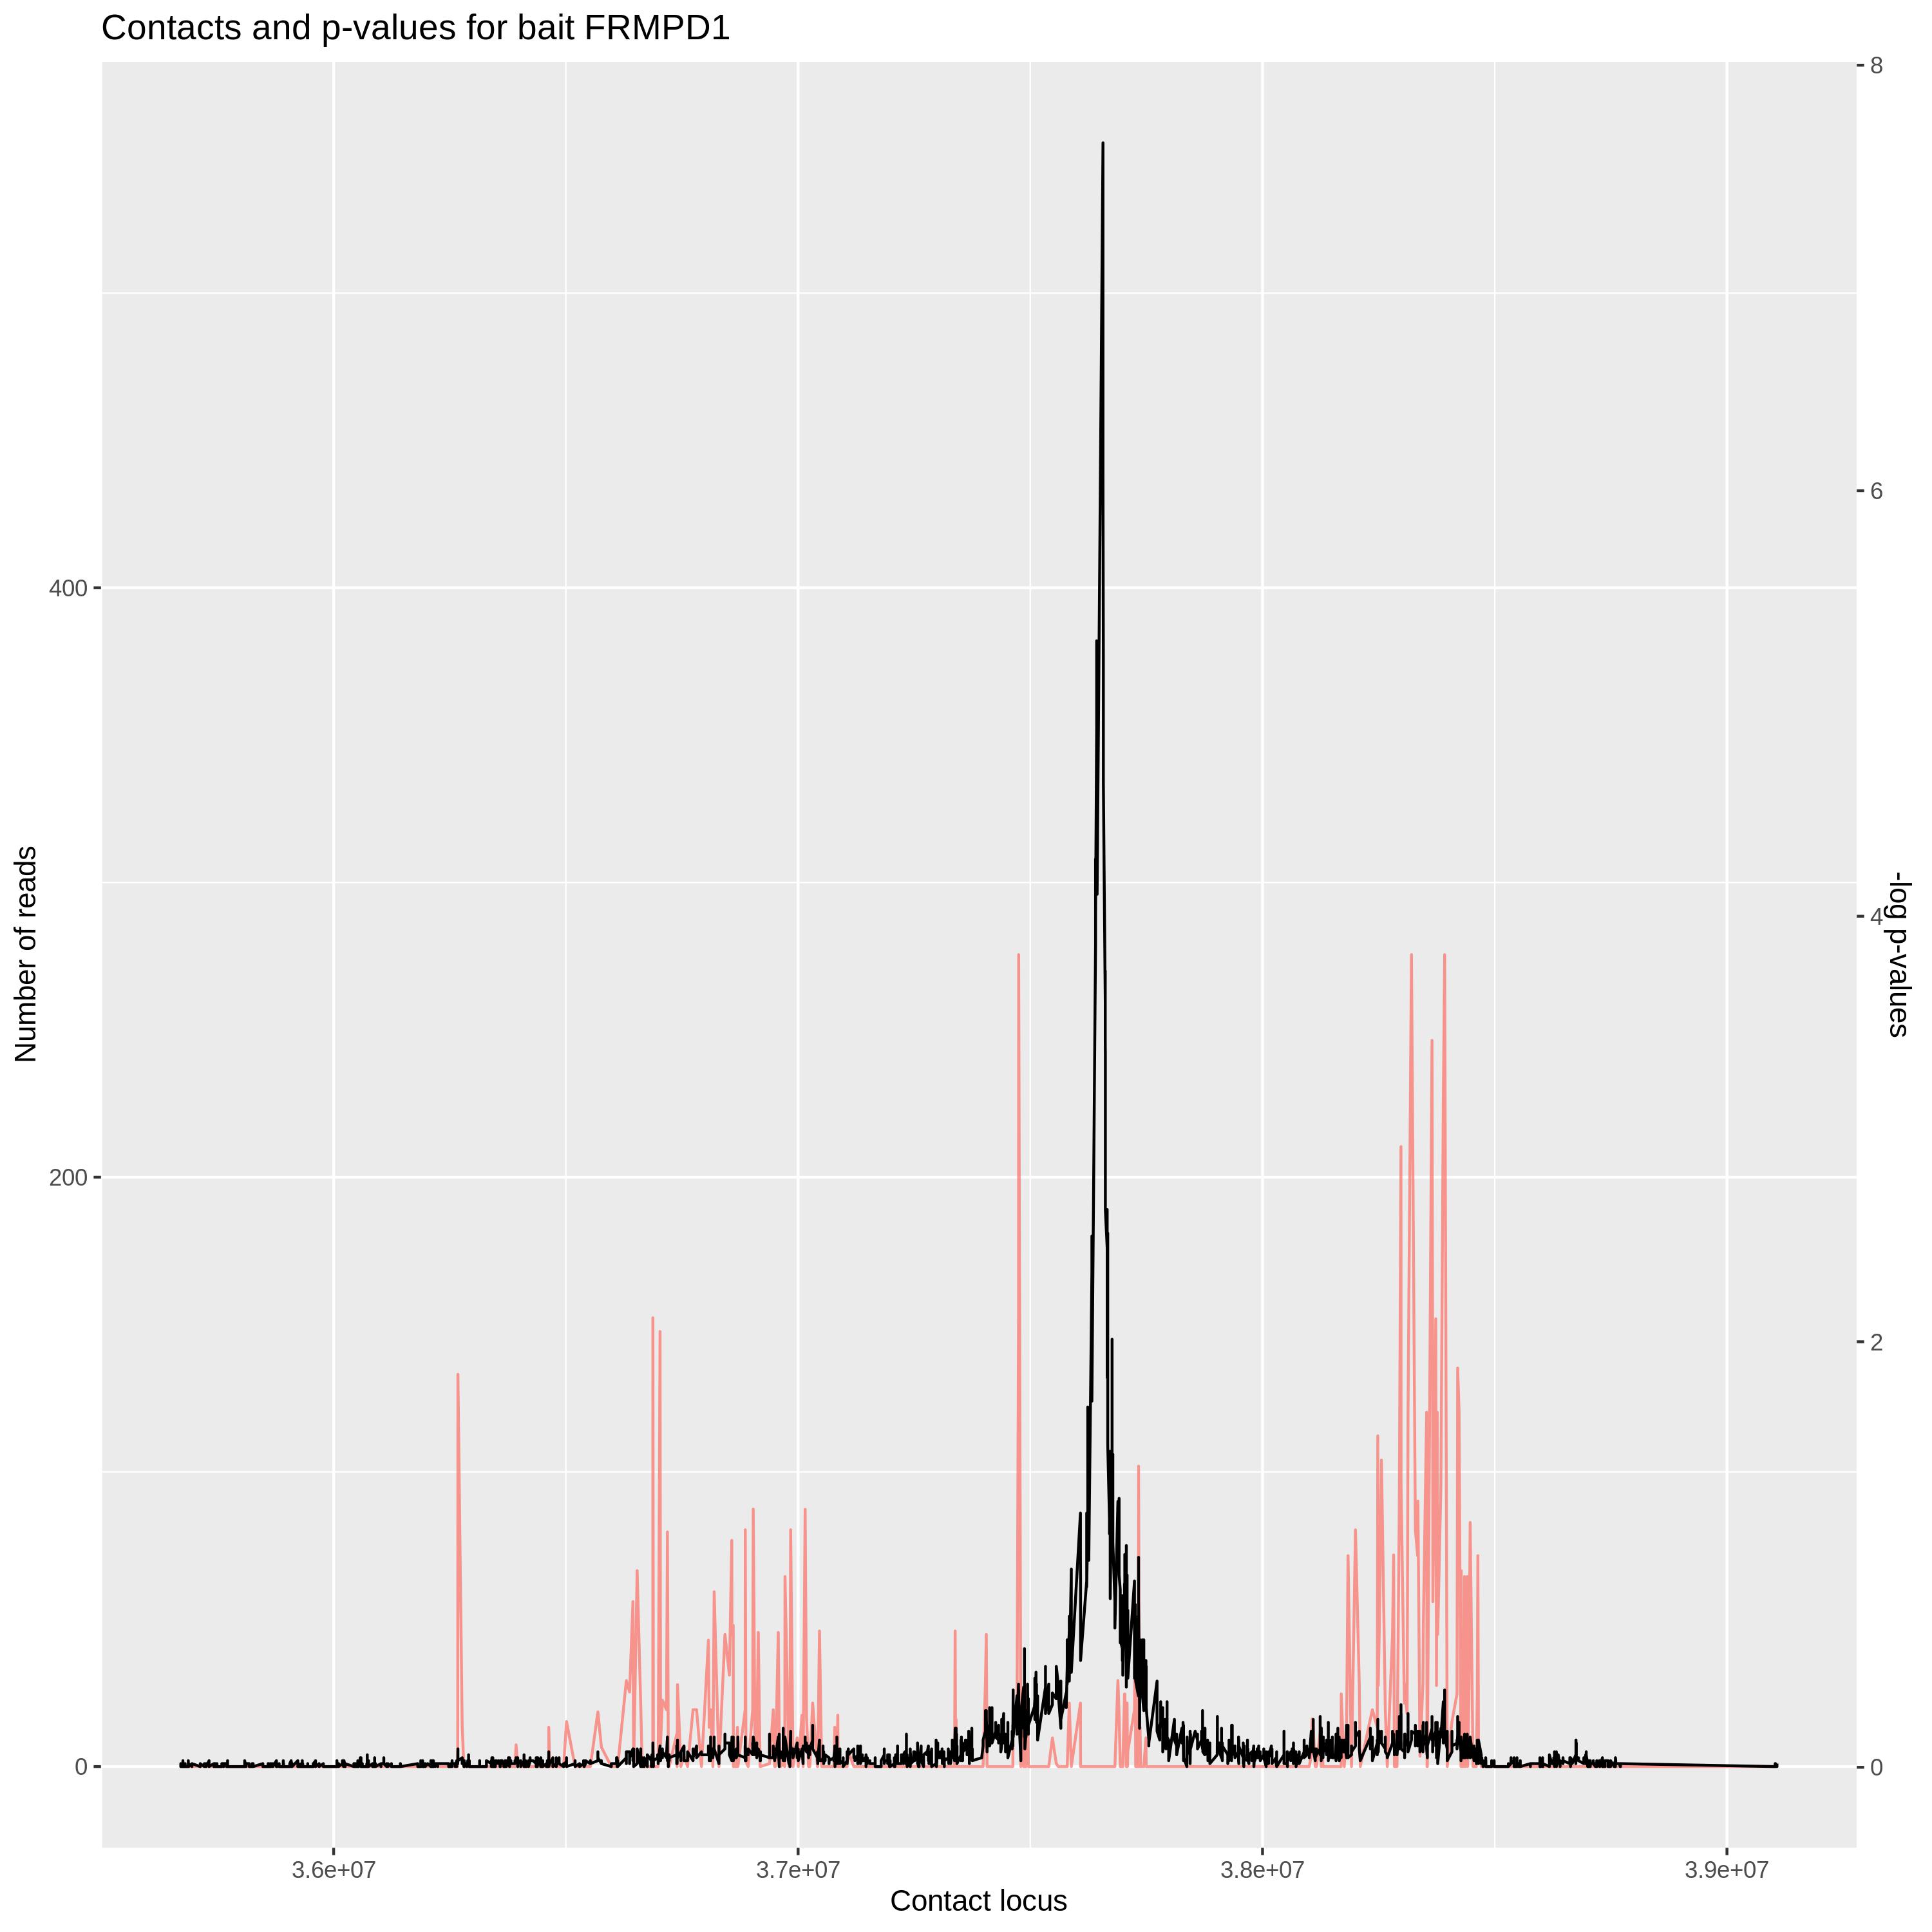 Contacts and p-values for bait FRMPD1
8
6
400
4
200
2
0
0
Number of reads
-log p-values
3.6e+07
3.7e+07
3.8e+07
3.9e+07
Contact locus